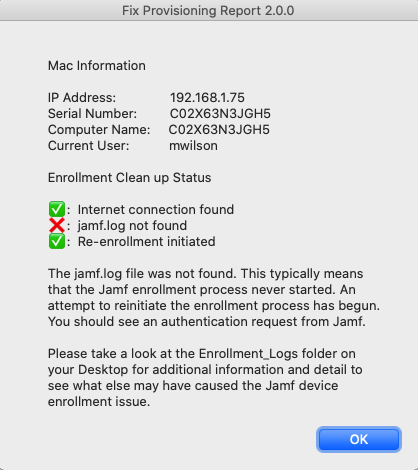 Fix Provisioning Report 2.0.0
Mac Information
IP Address: 192.168.1.75
Serial Number: C02X63N3JGH5
Computer Name: C02X63N3JGH5
Current User: mwilson
Enrollment Clean up Status
✅: Internet connection found
❌: jamf.log not found
✅: Re-enrollment initiated
The jamf.log file was not found. This typically means
that the Jamf enrollment process never started. An
attempt to reinitiate the enrollment process has begun.
You should see an authentication request from Jamf.
Please take a look at the Enrollment_Logs folder on
your Desktop for additional information and detail to
see what else may have caused the Jamf device
enrollment issue.
OK